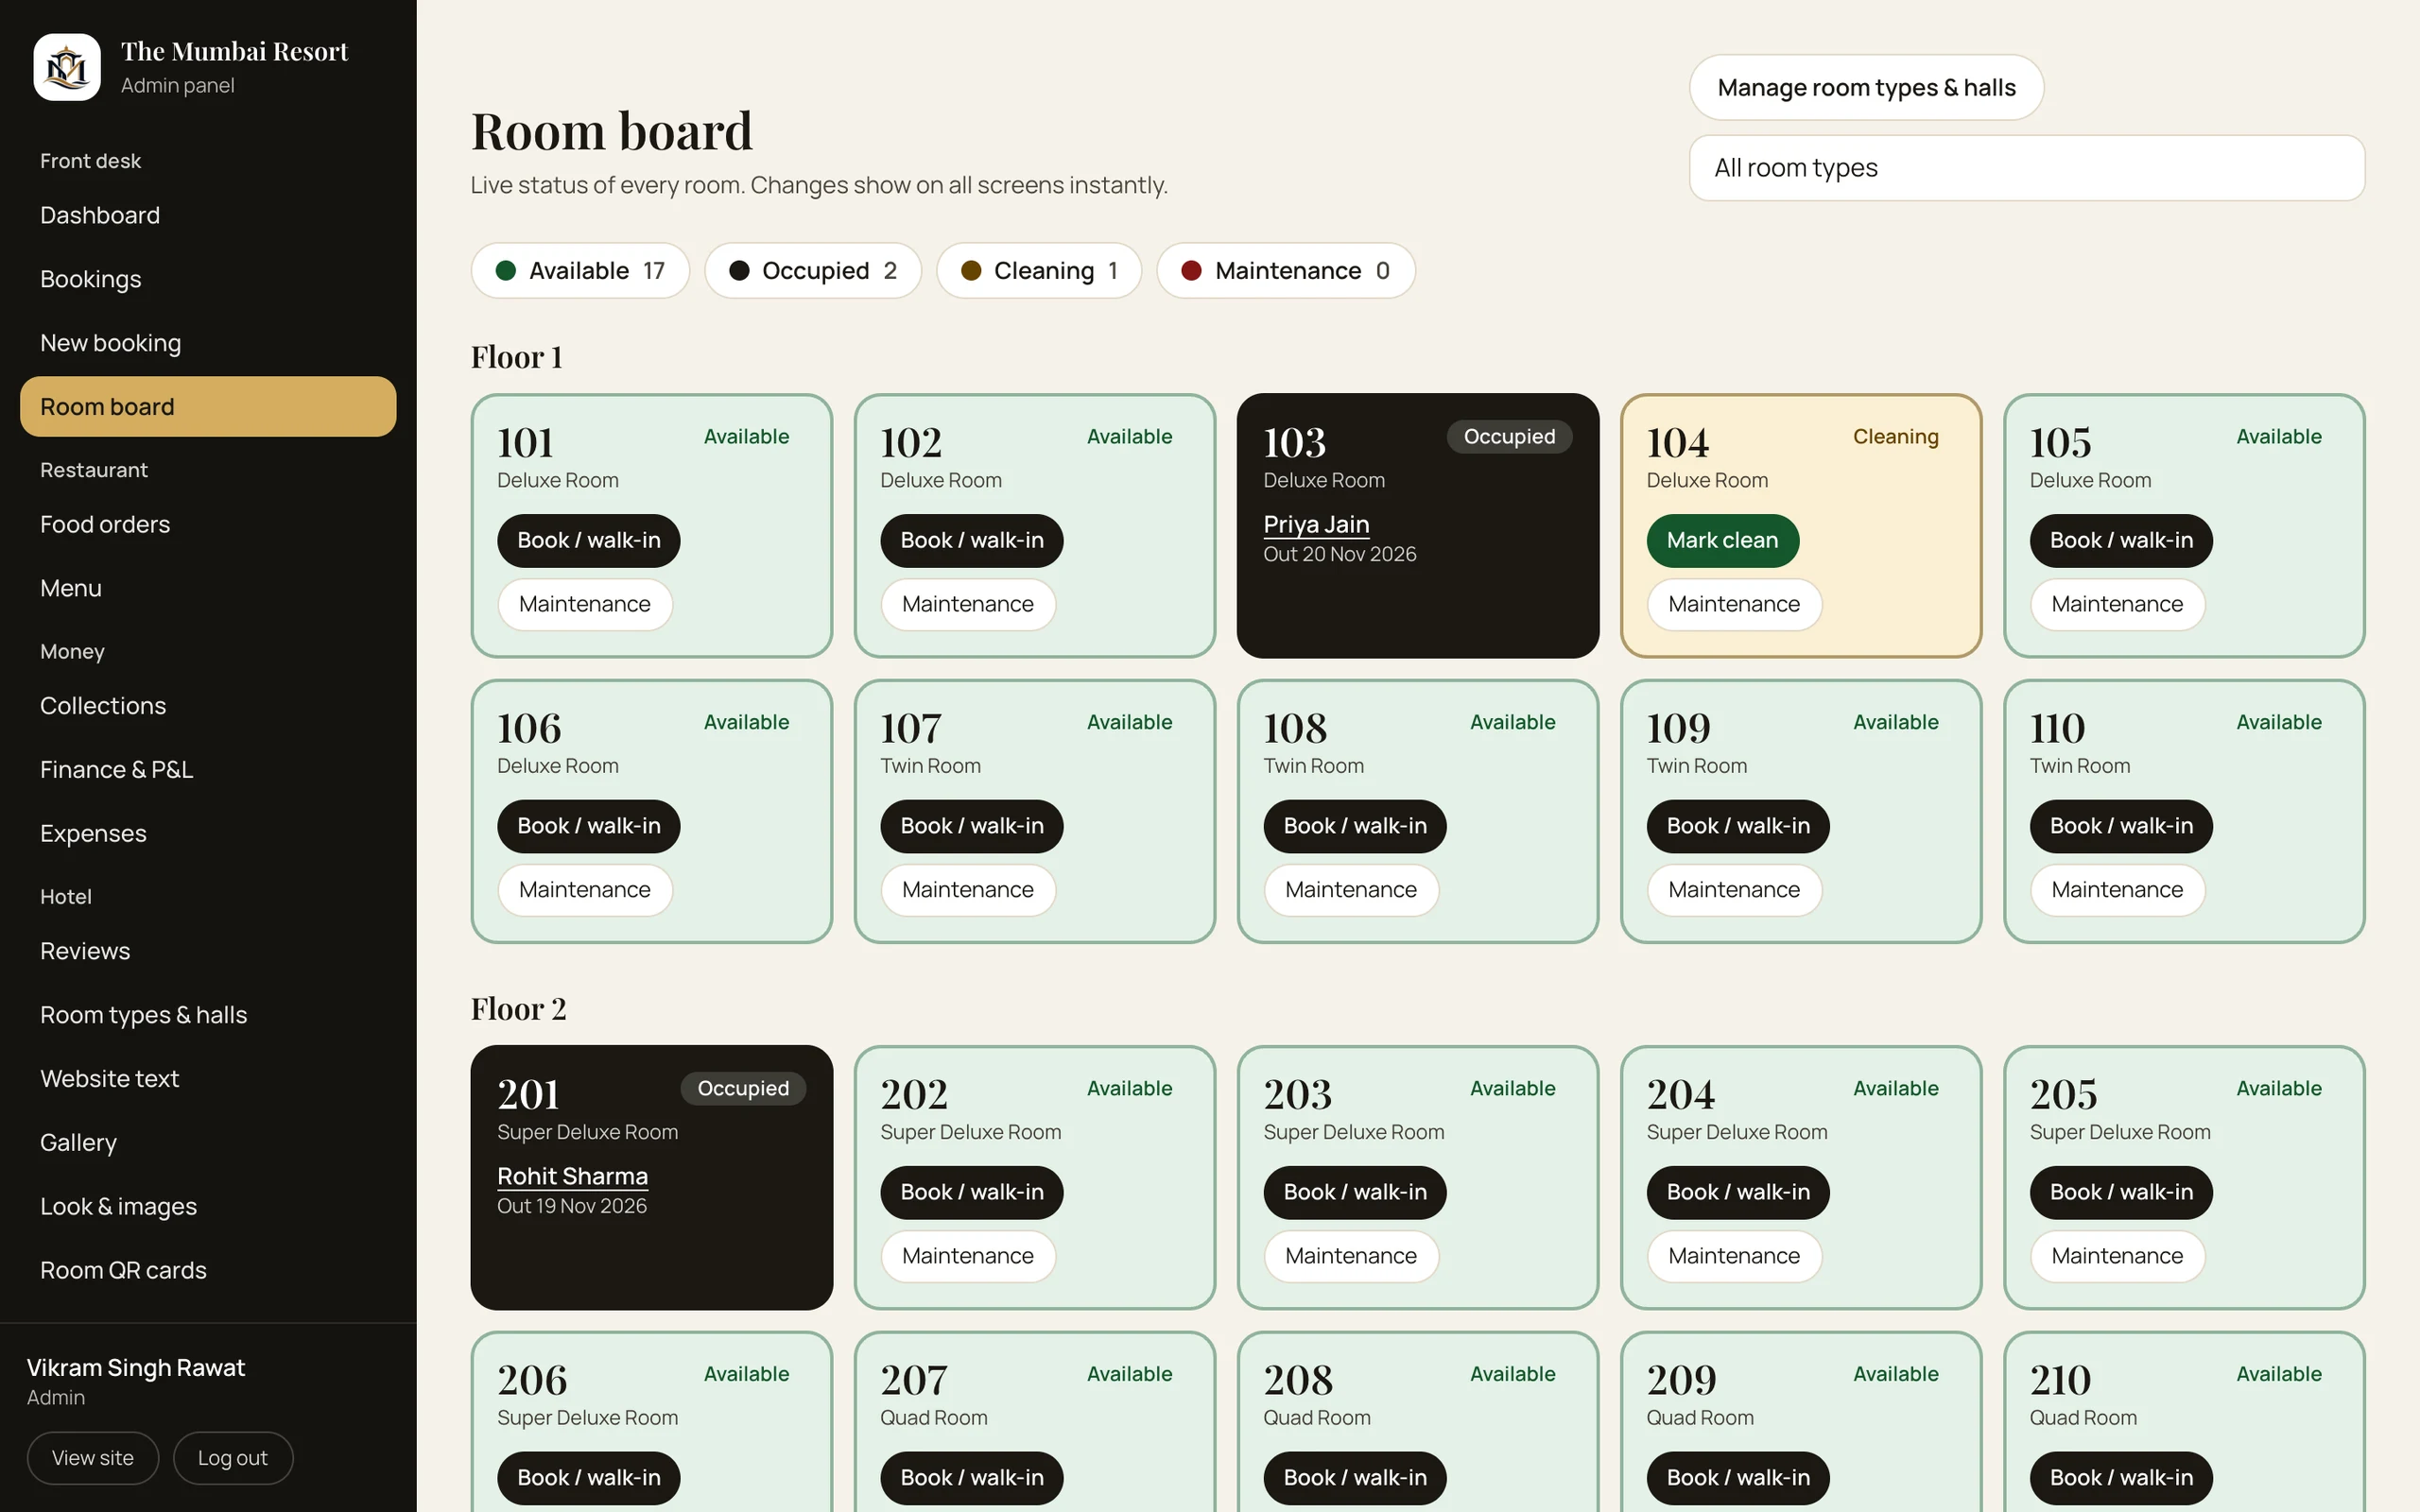 The Mumbai Resort
Admin panel
Front desk
Dashboard
Bookings
New booking
Room board
Restaurant
Food orders
Menu
Money
Collections
Finance & P&L
Expenses
Hotel
Reviews
Room types & halls
Website text
Gallery
Look & images
Room QR cards
Vikram Singh Rawat
Admin
View site Log out
Manage room types & halls
Room board
Live status of every room. Changes show on all screens instantly.
All room types
Available 17 Occupied 2 Cleaning 1 Maintenance 0
Floor 1
101 Available
Deluxe Room
Book / walk-in
Maintenance
102 Available
Deluxe Room
Book / walk-in
Maintenance
103 Occupied
Deluxe Room
Priya Jain
Out 20 Nov 2026
104 Cleaning
Deluxe Room
Mark clean
Maintenance
105 Available
Deluxe Room
Book / walk-in
Maintenance
106 Available
Deluxe Room
Book / walk-in
Maintenance
107 Available
Twin Room
Book / walk-in
Maintenance
108 Available
Twin Room
Book / walk-in
Maintenance
109 Available
Twin Room
Book / walk-in
Maintenance
110 Available
Twin Room
Book / walk-in
Maintenance
Floor 2
201 Occupied
Super Deluxe Room
Rohit Sharma
Out 19 Nov 2026
202 Available
Super Deluxe Room
Book / walk-in
Maintenance
203 Available
Super Deluxe Room
Book / walk-in
Maintenance
204 Available
Super Deluxe Room
Book / walk-in
Maintenance
205 Available
Super Deluxe Room
Book / walk-in
Maintenance
206 Available
Super Deluxe Room
Book / walk-in
207 Available
Quad Room
Book / walk-in
208 Available
Quad Room
Book / walk-in
209 Available
Quad Room
Book / walk-in
210 Available
Quad Room
Book / walk-in